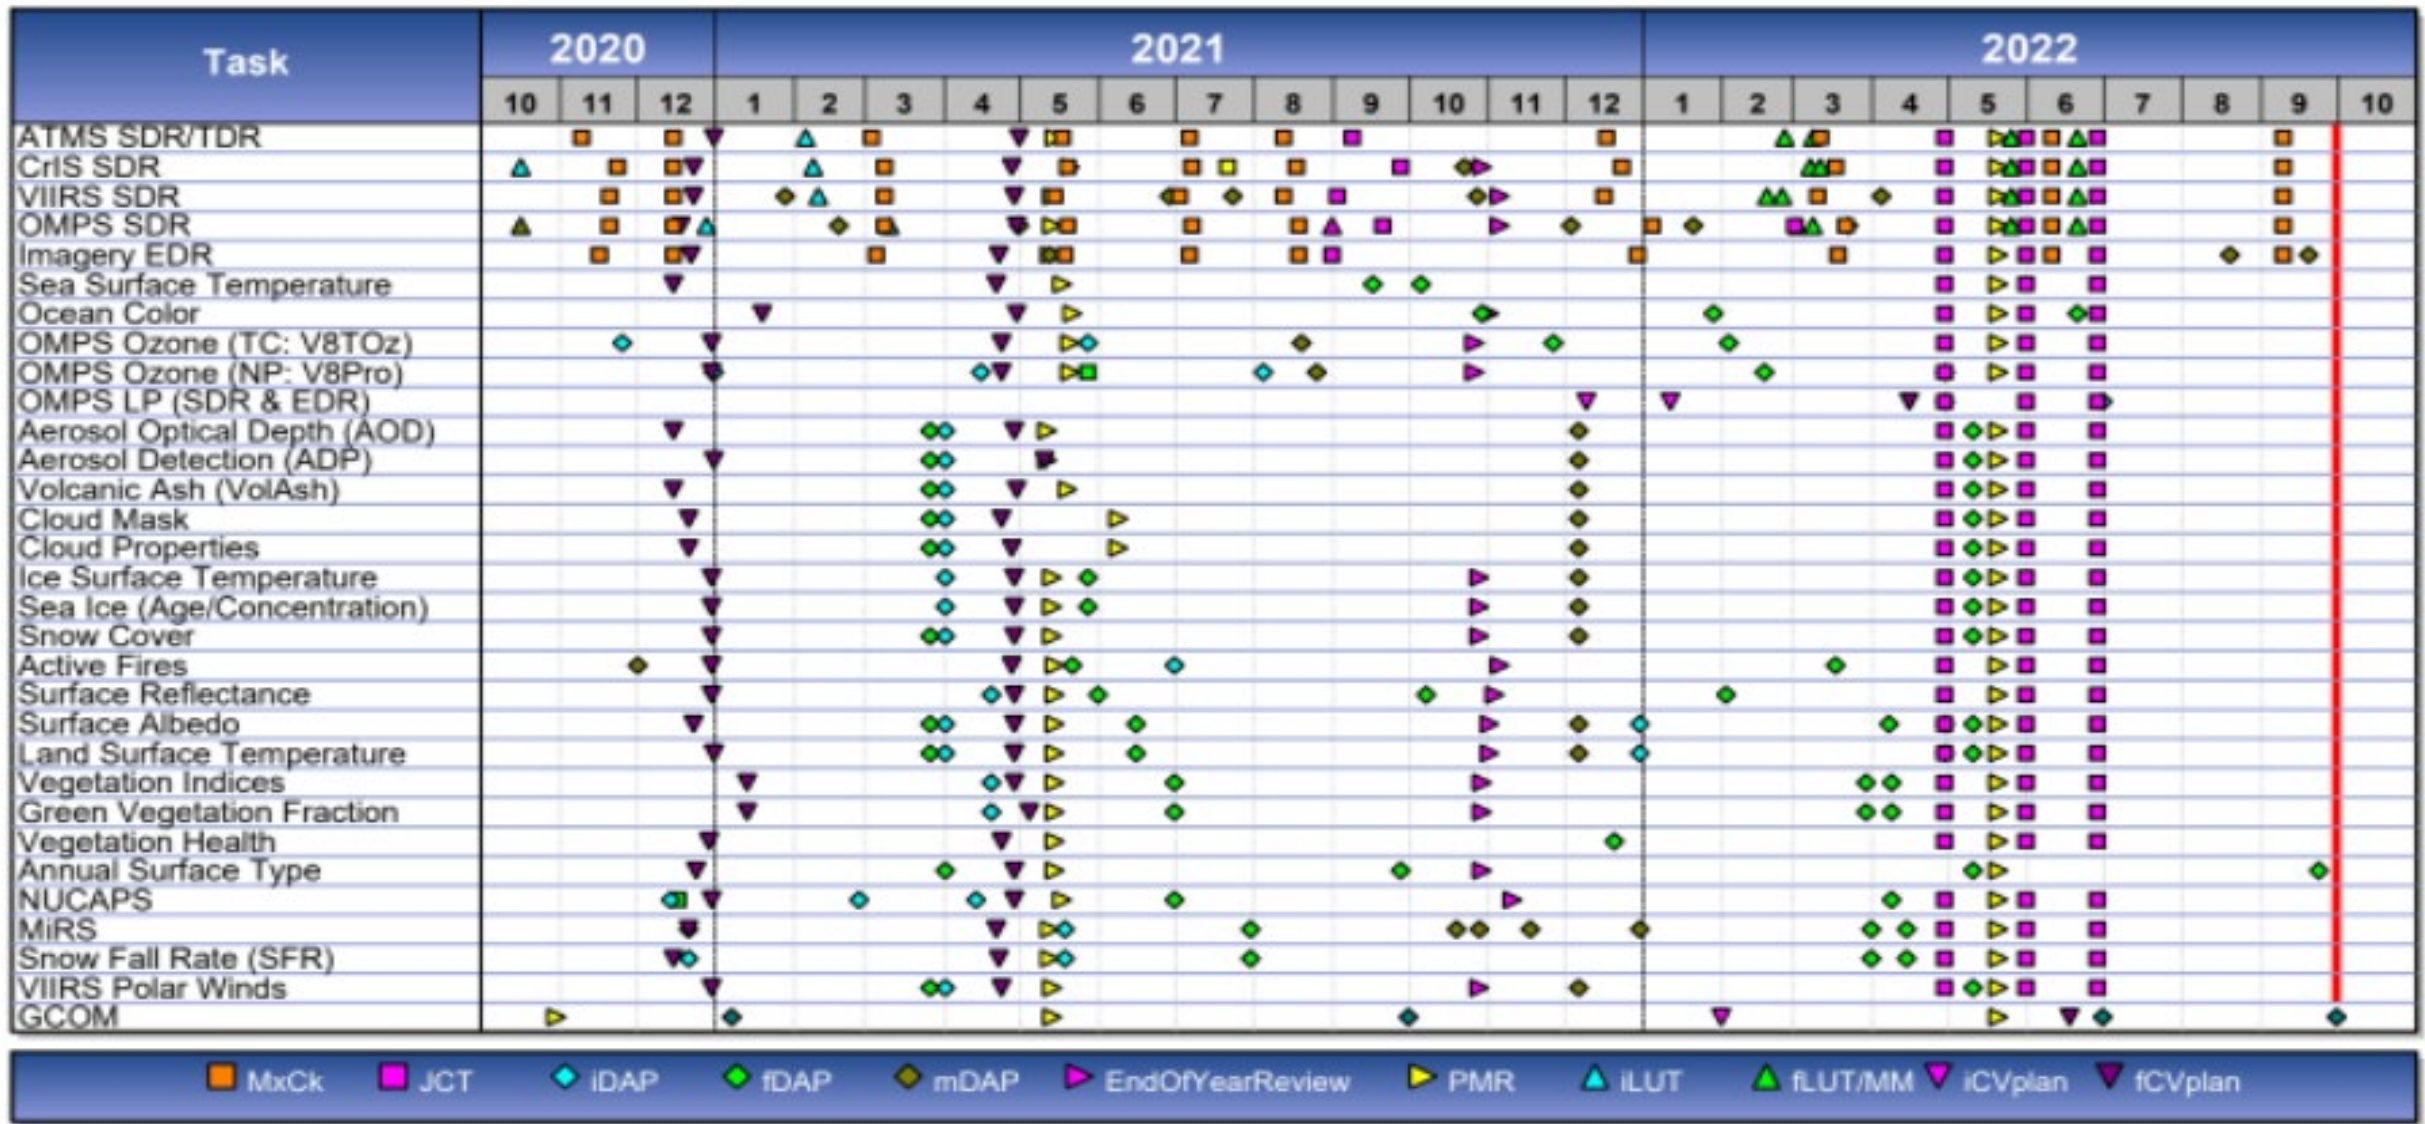 Task 2020 2021 2022
10 11 12 1 2 3 4 5 6 7 8 9 10 11 12 1 2 3 4 5 6 7 8 9 10
ATMS SDR/TDR
CrIS SDR
VIIRS SDR
OMPS SDR
Imagery EDR
Sea Surface Temperature
Ocean Color
OMPS Ozone (TC: V8TOz)
OMPS Ozone (NP: V8Pro)
OMPS LP (SDR & EDR)
Aerosol Optical Depth (AOD)
Aerosol Detection (ADP)
Volcanic Ash (VolAsh)
Cloud Mask
Cloud Properties
Ice Surface Temperature
Sea Ice (Age/Concentration)
Snow Cover
Active Fires
Surface Reflectance
Surface Albedo
Land Surface Temperature
Vegetation Indices
Green Vegetation Fraction
Vegetation Health
Annual Surface Type
NUCAPS
MiRS
Snow Fall Rate (SFR)
VIIRS Polar Winds
GCOM
MxCk JCT iDAP fDAP mDAP EndOfYearReview PMR iLUT fLUT/MM iCVplan fCVplan